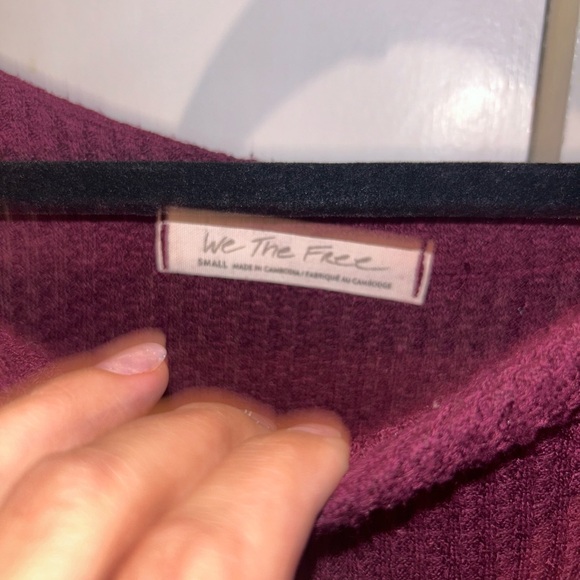 We The Free
SMALL MADE IN CAMBODIA / FABRIQUÉ AU CAMBODGE